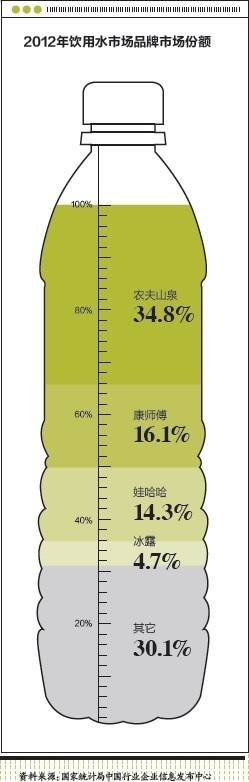 2012年饮用水市场品牌市场份额
100%
农夫山泉
80%
34.8%
康师傅
60%
16.1%
娃哈哈
14.3%
40%
冰露
4.7%
20%
其它
30.1%
资料来源：国家统计局中国行业企业信息发布中心